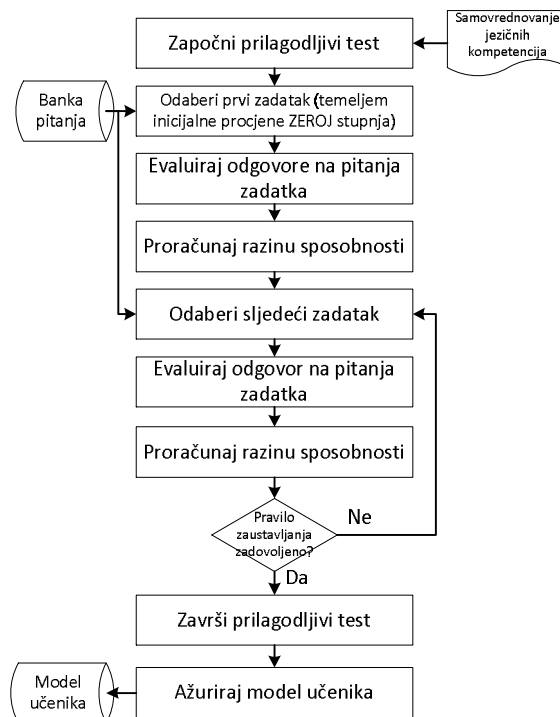 Započni prilagodljivi test
Samovrednovanje
jezičnih
kompetencija
Banka
pitanja
Odaberi prvi zadatak (temeljem
inicijalne procjene ZEROJ stupnja)
Evaluiraj odgovore na pitanja
zadatka
Proračunaj razinu sposobnosti
Odaberi sljedeći zadatak
Evaluiraj odgovor na pitanja
zadatka
Proračunaj razinu sposobnosti
Pravilo
zaustavljanja
zadovoljeno?
Ne
Da
Završi prilagodljivi test
Model
učenika
Ažuriraj model učenika